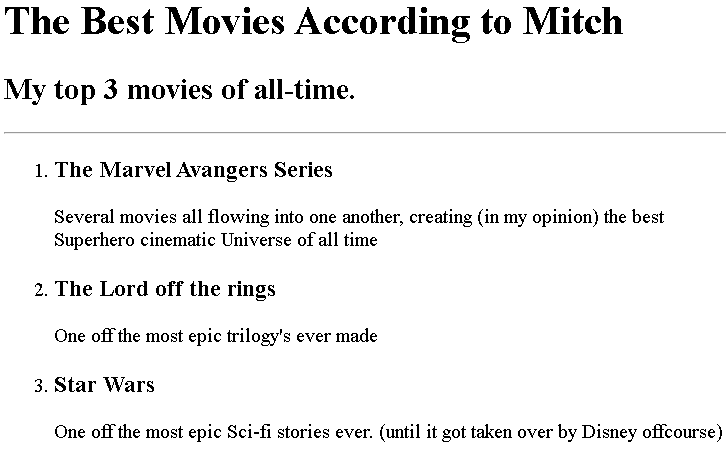 The Best Movies According to Mitch
My top 3 movies of all-time.
1. The Marvel Avangers Series
Several movies all flowing into one another, creating (in my opinion) the best
Superhero cinematic Universe of all time
2. The Lord off the rings
One off the most epic trilogy's ever made
3. Star Wars
One off the most epic Sci-fi stories ever. (until it got taken over by Disney offcourse)